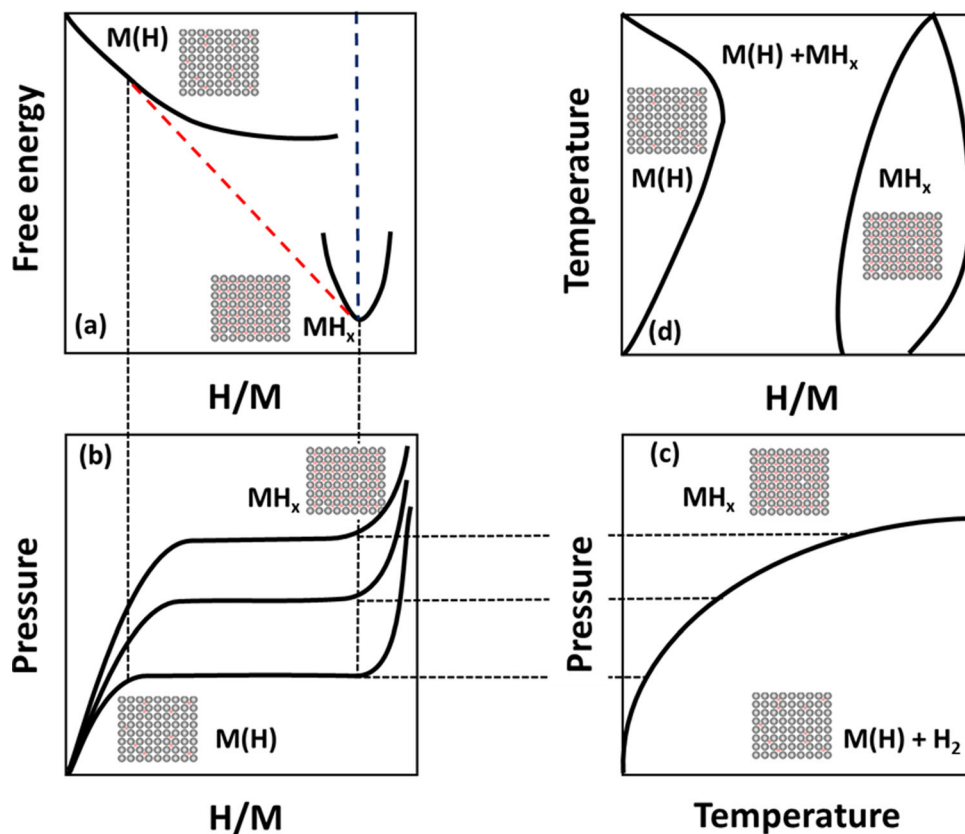 Free energy
M(H)
(a)
MHₓ
H/M
Temperature
M(H) +MHₓ
M(H)
MHₓ
(d)
H/M
Pressure
(b)
MHₓ
M(H)
H/M
Pressure
(c)
MHₓ
M(H) + H₂
Temperature